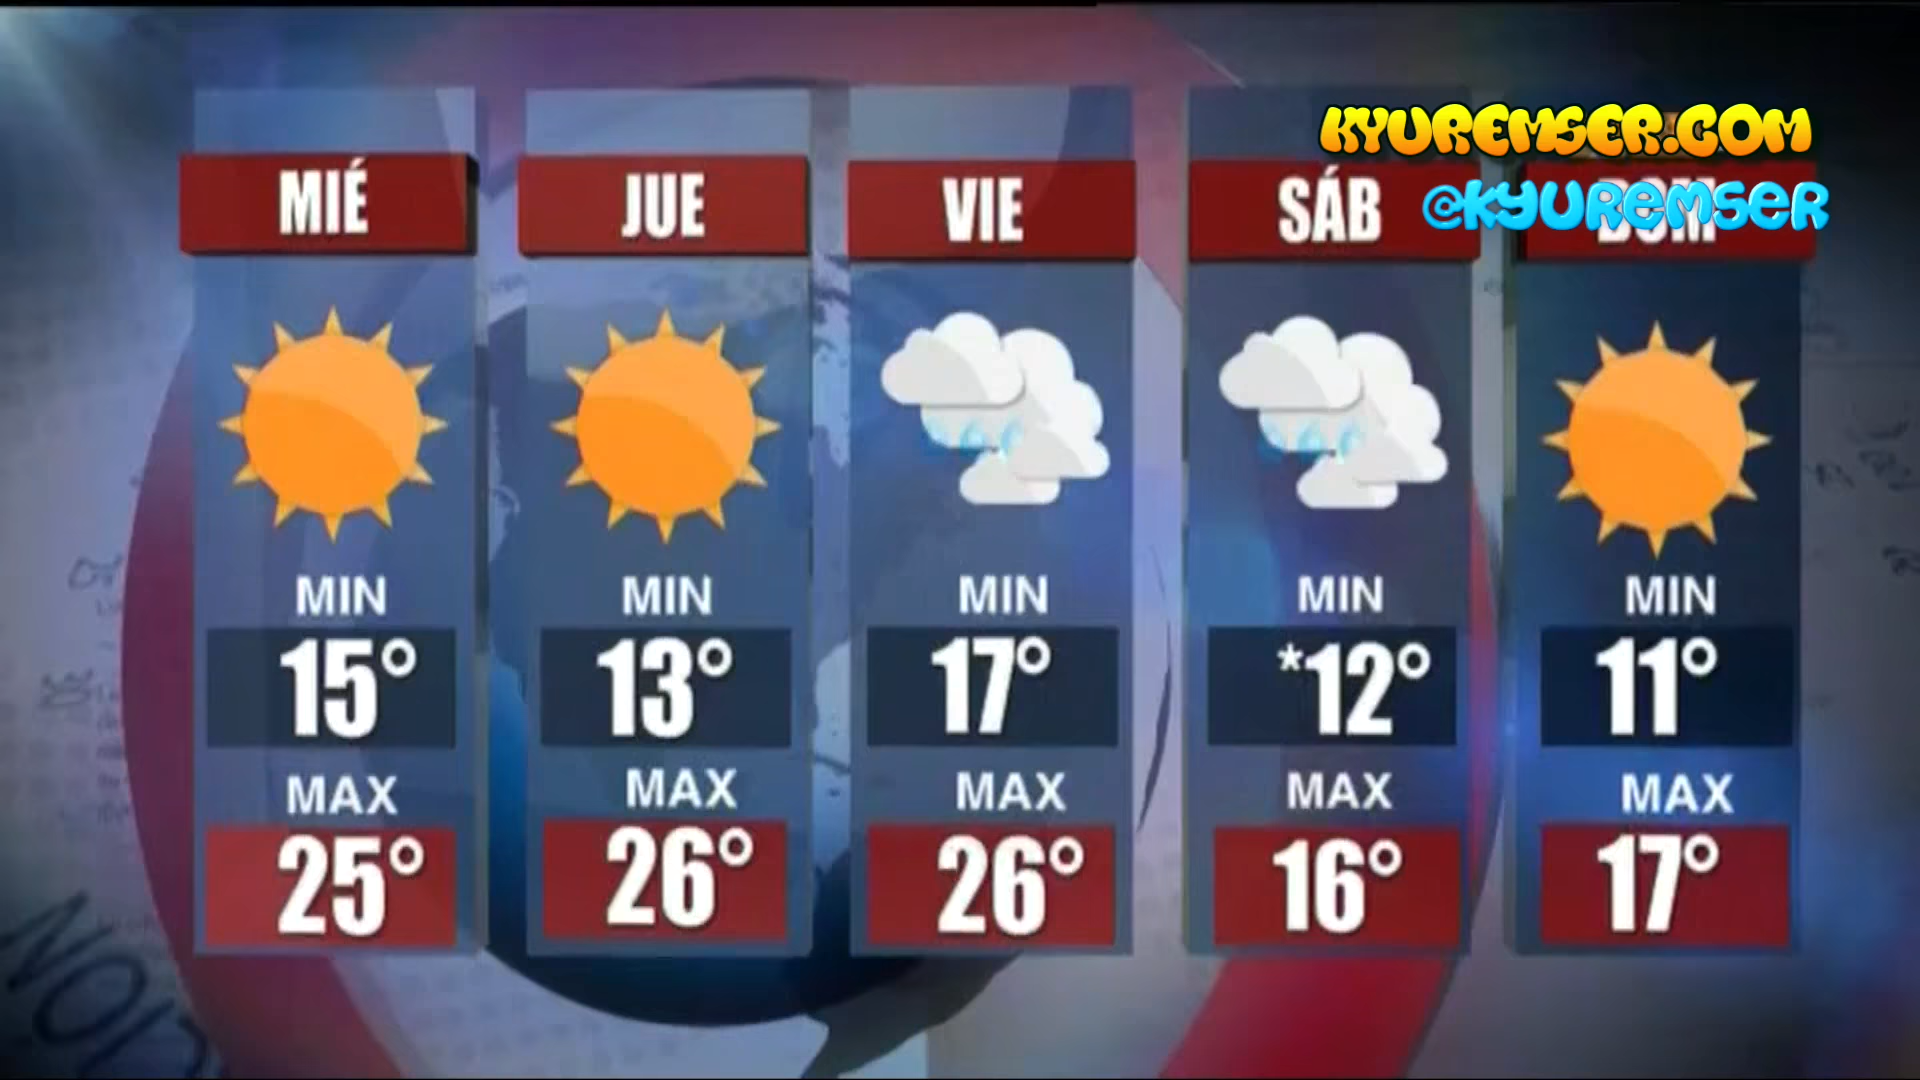 KYUREMSER.COM
@KYUREMSER
MIÉ
JUE
VIE
SÁB
DOM
MIN
MIN
MIN
MIN
MIN
15°
13°
17°
*12°
11°
MAX
MAX
MAX
MAX
MAX
25°
26°
26°
16°
17°